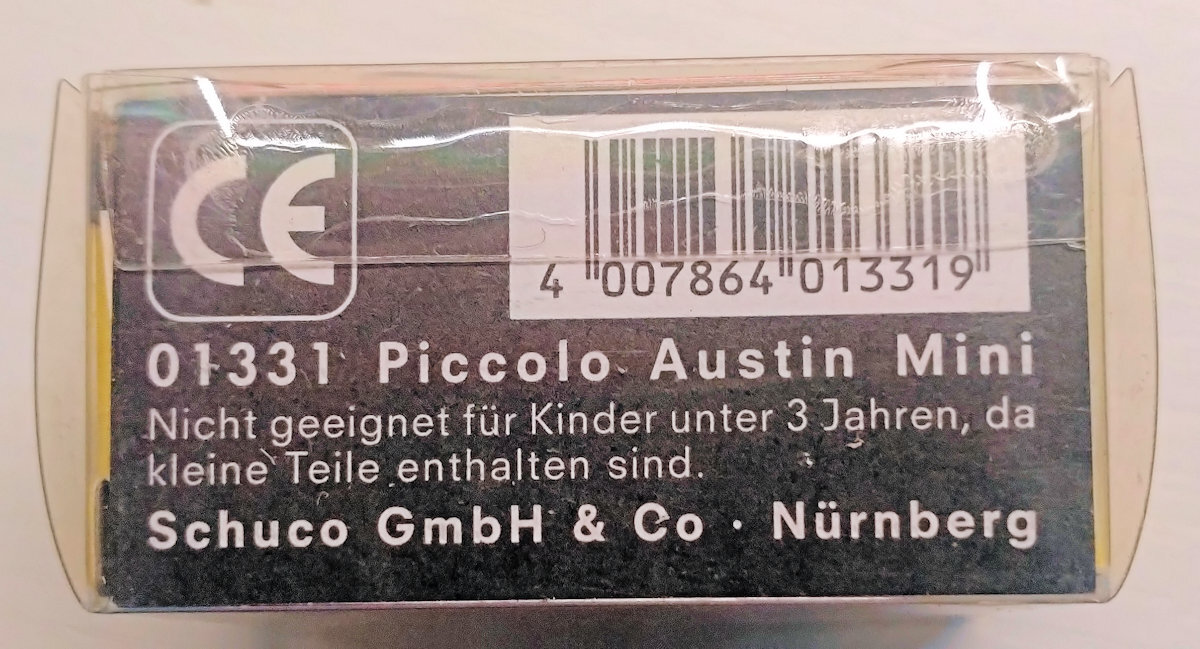 CE
4 007864 013319
01331 Piccolo Austin Mini
Nicht geeignet für Kinder unter 3 Jahren, da
kleine Teile enthalten sind.
Schuco GmbH & Co · Nürnberg